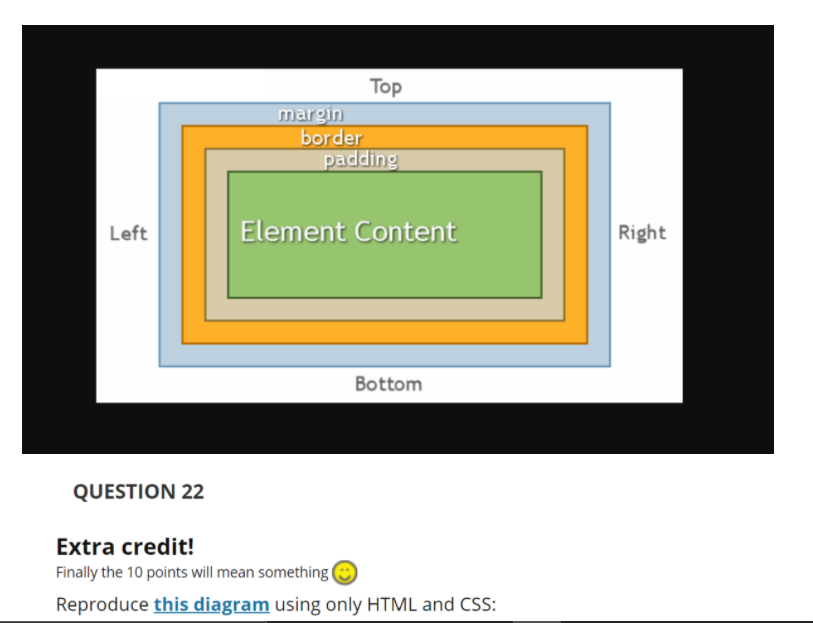 Top
margin
border
padding
Left
Element Content
Right
Bottom
QUESTION 22
Extra credit!
Finally the 10 points will mean something
Reproduce this diagram using only HTML and CSS: